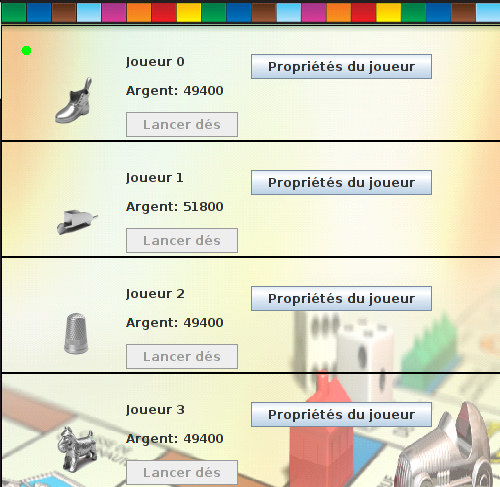 Joueur 0
Propriétés du joueur
Argent: 49400
Lancer dés
Joueur 1
Propriétés du joueur
Argent: 51800
Lancer dés
Joueur 2
Propriétés du joueur
Argent: 49400
Lancer dés
Joueur 3
Propriétés du joueur
Argent: 49400
Lancer dés